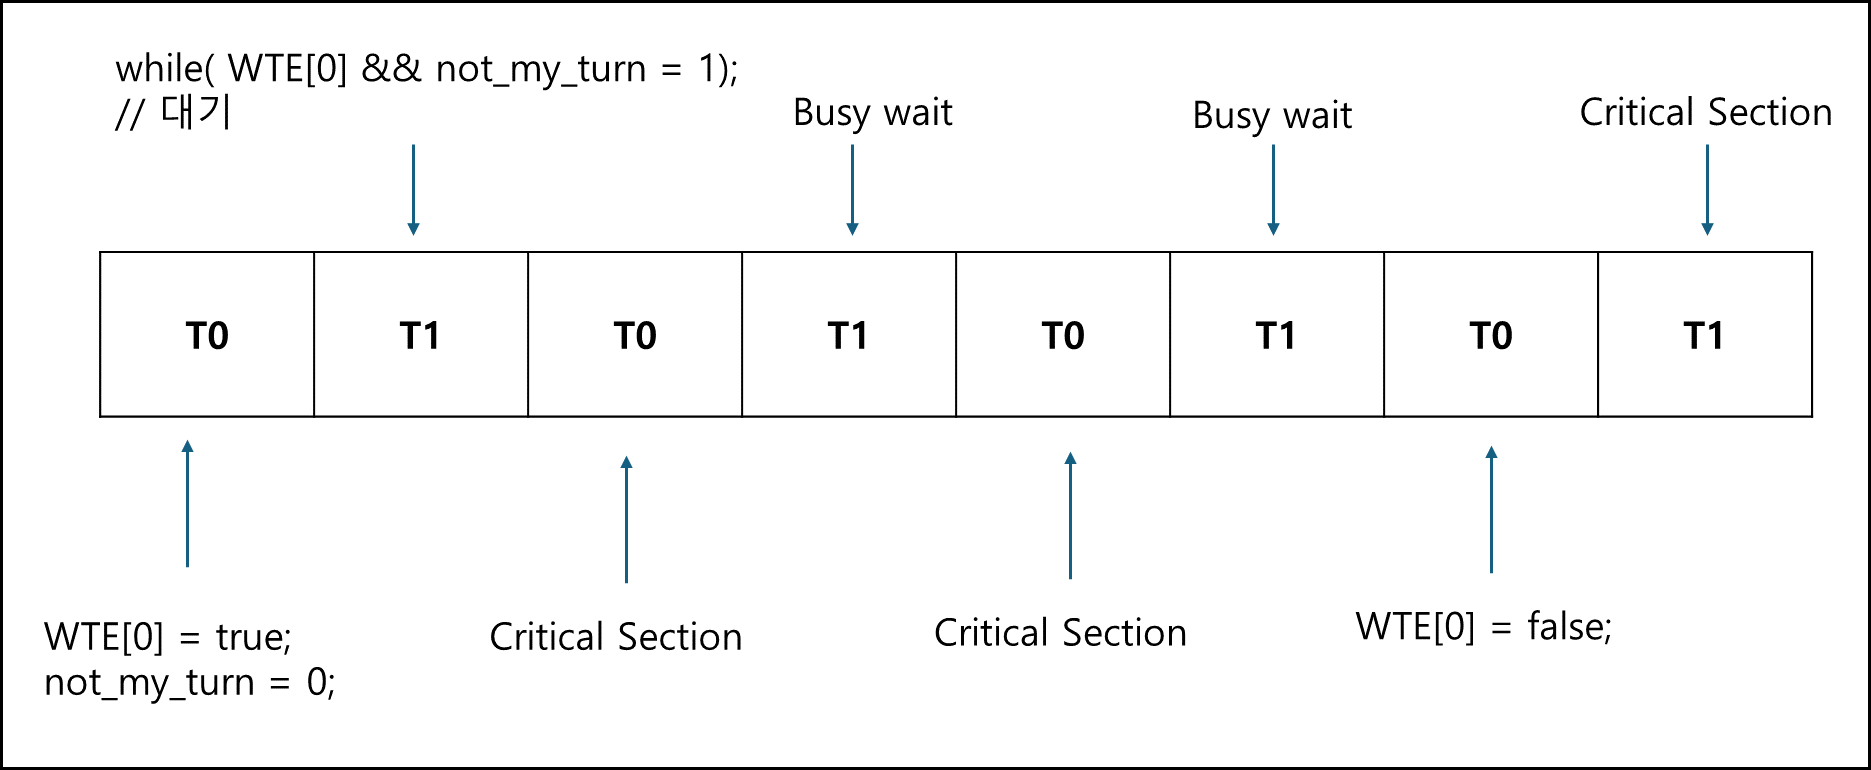 while( WTE[0] && not_my_turn = 1);
// 대기
Busy wait
Busy wait
Critical Section
T0
T1
T0
T1
T0
T1
T0
T1
WTE[0] = true;
not_my_turn = 0;
Critical Section
Critical Section
WTE[0] = false;